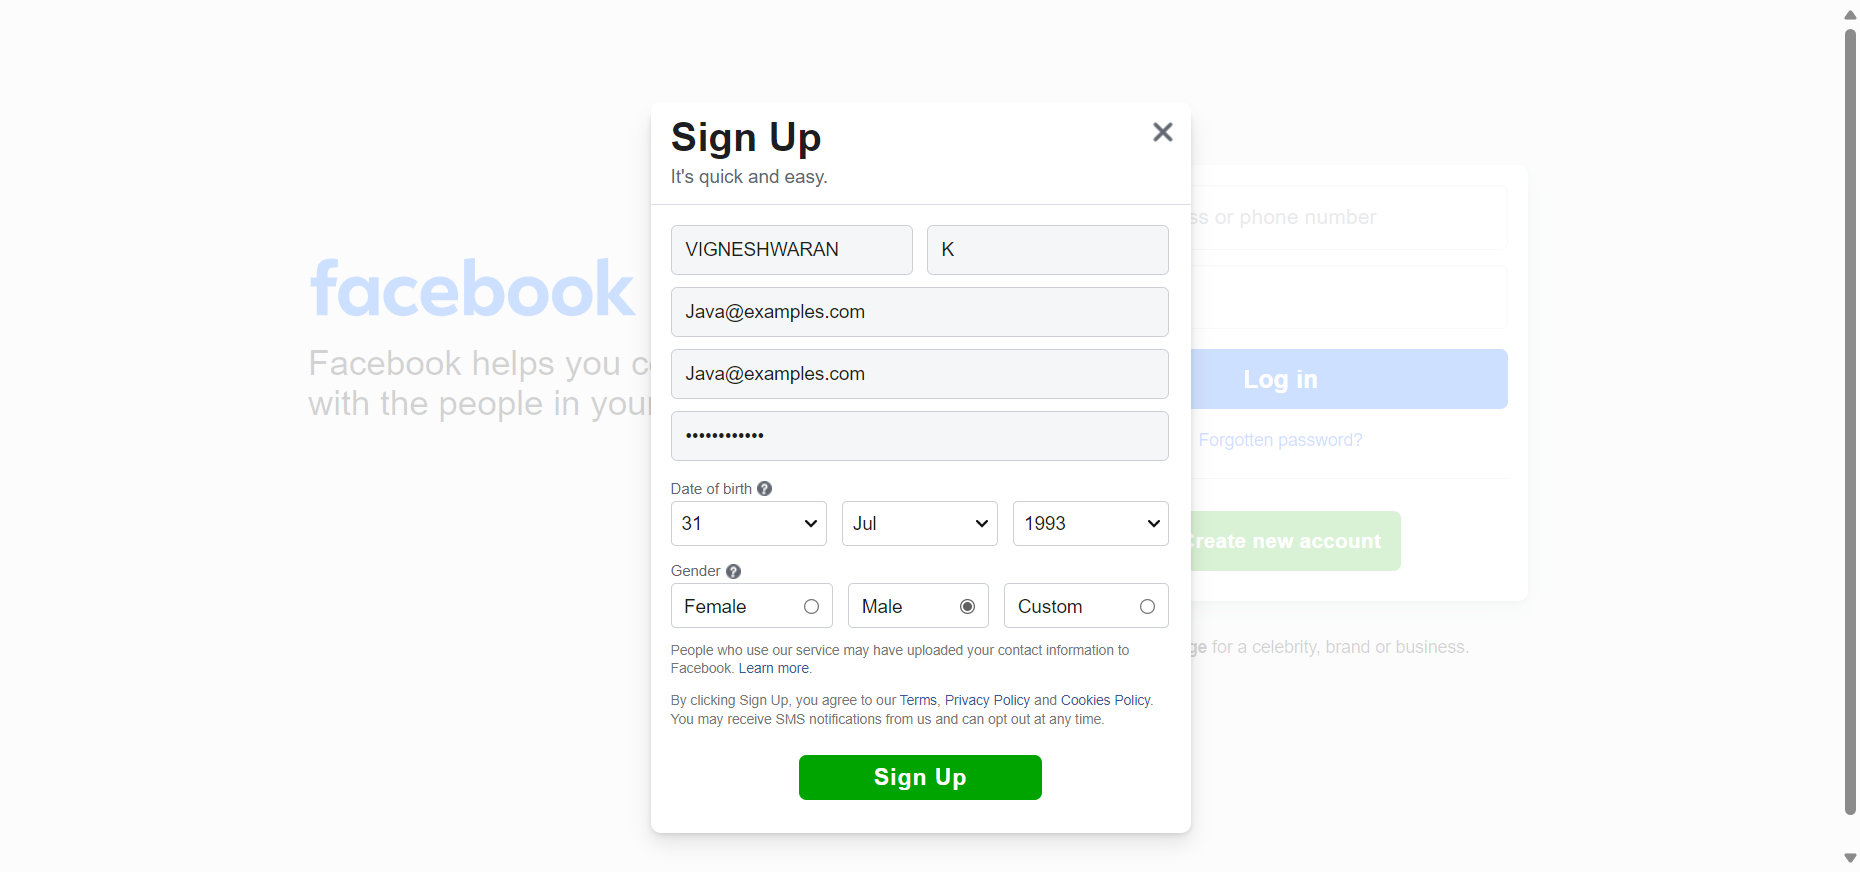 Sign Up
It's quick and easy.
VIGNESHWARAN K
Java@examples.com
Java@examples.com
••••••••••••
Date of birth ?
31 Jul 1993
Gender ?
Female Male Custom
People who use our service may have uploaded your contact information to
Facebook. Learn more.
By clicking Sign Up, you agree to our Terms, Privacy Policy and Cookies Policy.
You may receive SMS notifications from us and can opt out at any time.
Sign Up
facebook
Facebook helps you
with the people in your
or phone number
Log in
Forgotten password?
Create new account
for a celebrity, brand or business.